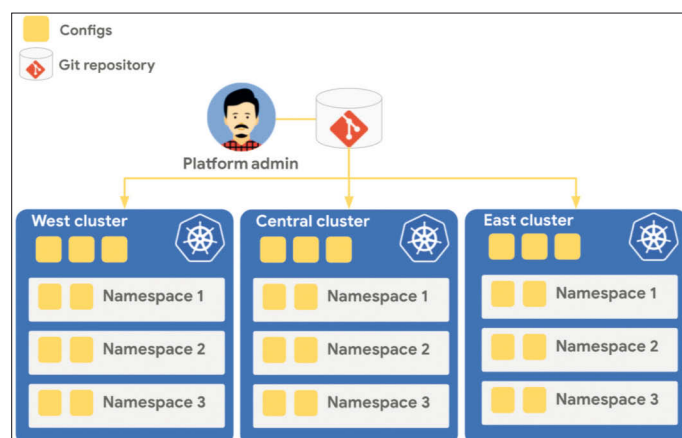 Configs
Git repository
Platform admin
West cluster
Namespace 1
Namespace 2
Namespace 3
Central cluster
Namespace 1
Namespace 2
Namespace 3
East cluster
Namespace 1
Namespace 2
Namespace 3